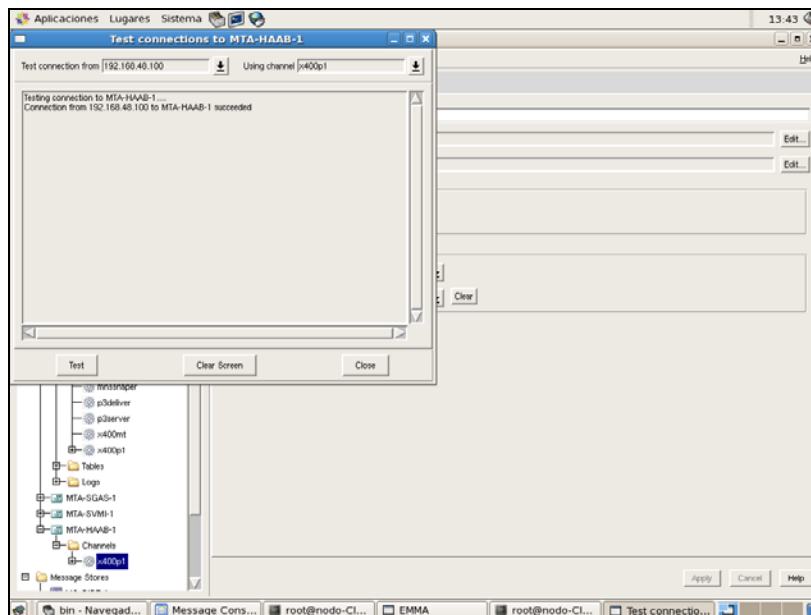 Aplicaciones Lugares Sistema 13:43
Test connections to MTA-HAAB-1
Test connection from 192.168.48.100 Using channel x400p1
Testing connection to MTA-HAAB-1....
Connection from 192.168.48.100 to MTA-HAAB-1 succeeded
Edit...
Edit...
Clear
Test Clear Screen Close
p3deliver
p3server
x400mt
x400p1
Tables
Logs
MTA-SGAS-1
MTA-SVMI-1
MTA-HAAB-1
Channels
x400p1
Message Stores
Apply Cancel Help
bin - Navegad... Message Cons... root@nodo-Cl... EMMA root@nodo-Cl... Test connectio...